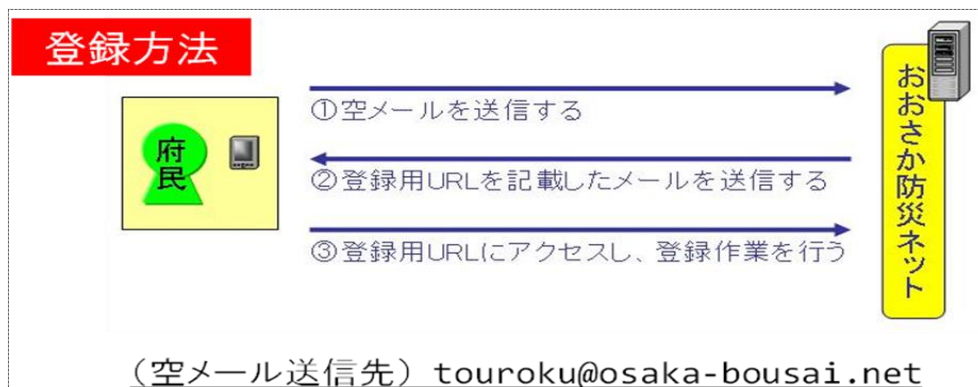 登録方法
①空メールを送信する
府民
②登録用URLを記載したメールを送信する
③登録用URLにアクセスし、登録作業を行う
おおさか防災ネット
（空メール送信先）touroku@osaka-bousai.net